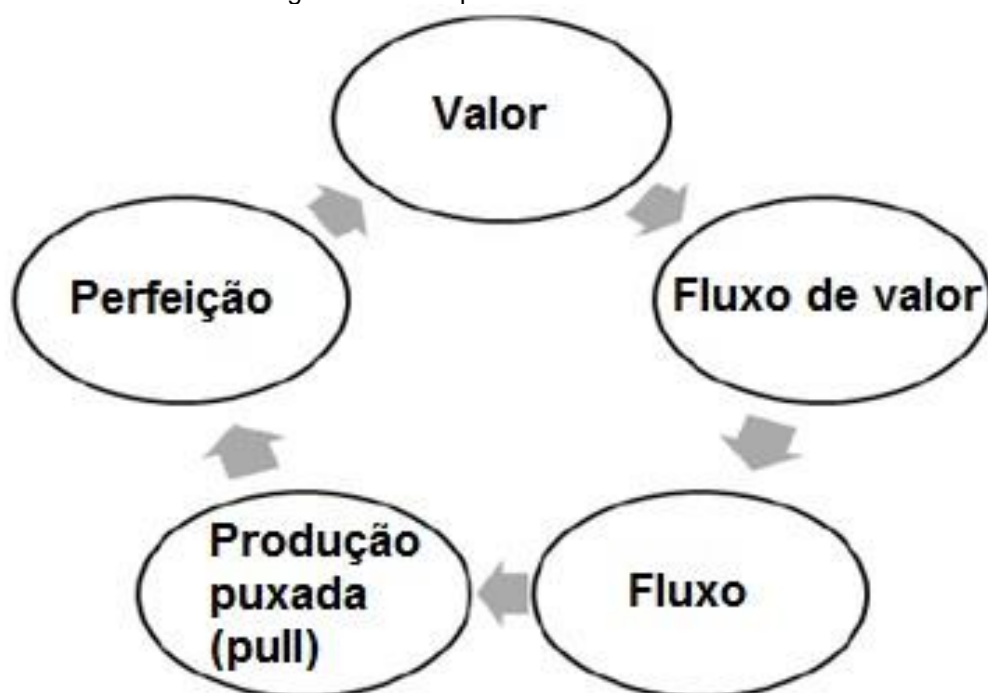 Valor
Fluxo de valor
Fluxo
Produção
puxada
(pull)
Perfeição